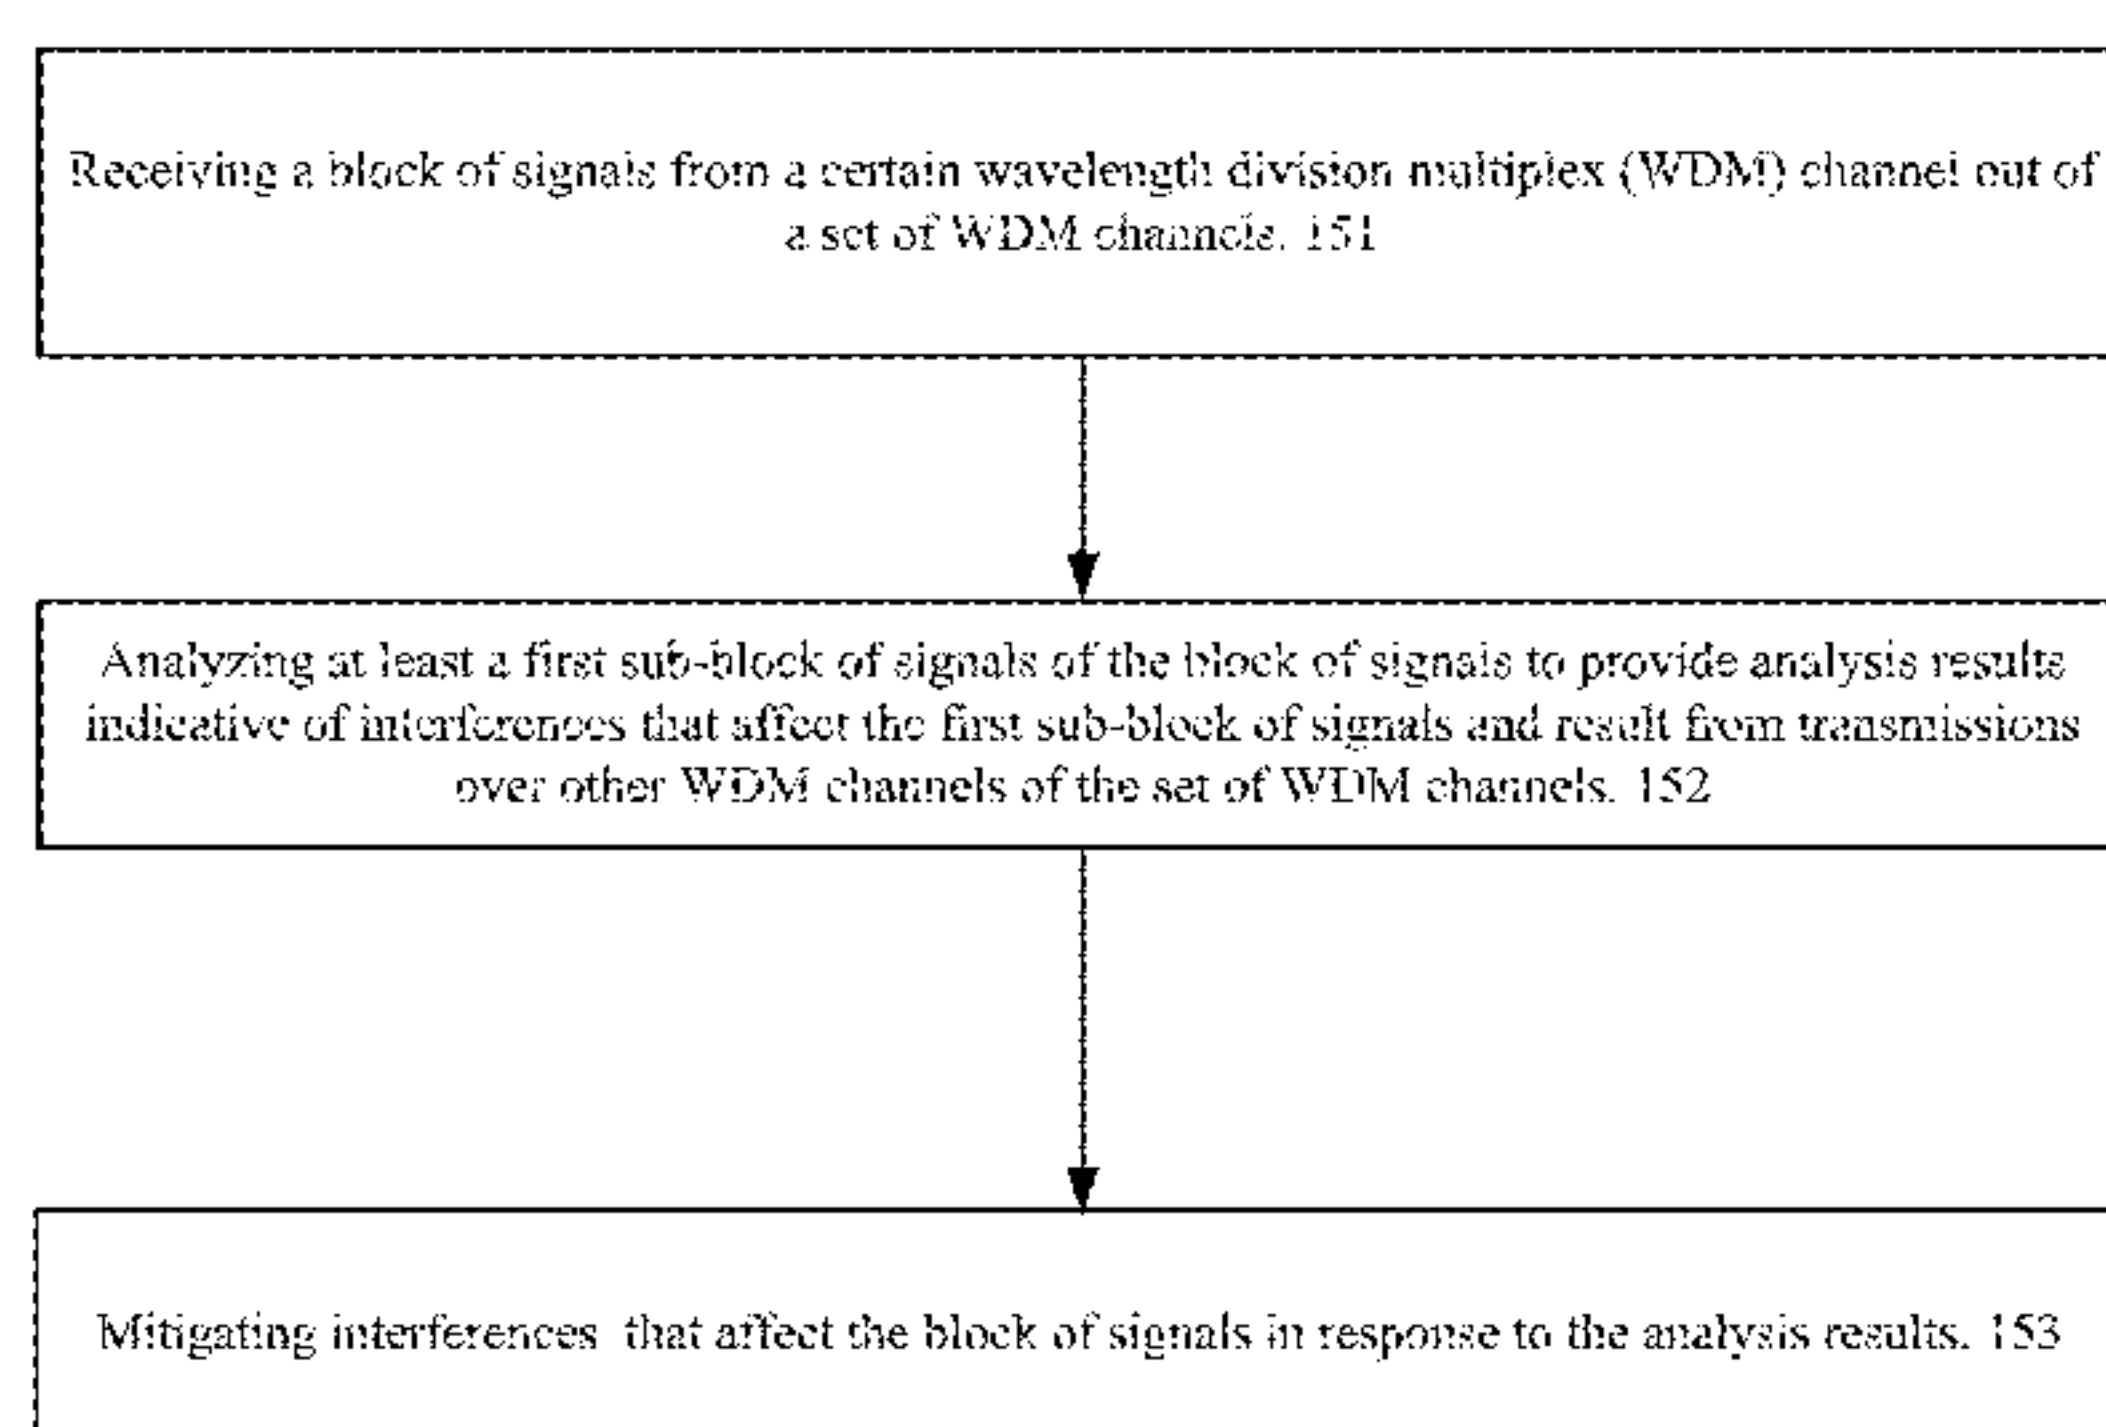 Receiving a block of signals from a certain wavelength division multiplex (WDM) channel out of
a set of WDM channels. 151
Analyzing at least a first sub-block of signals of the block of signals to provide analysis results
indicative of interferences that affect the first sub-block of signals and result from transmissions
over other WDM channels of the set of WDM channels. 152
Mitigating interferences that affect the block of signals in response to the analysis results. 153